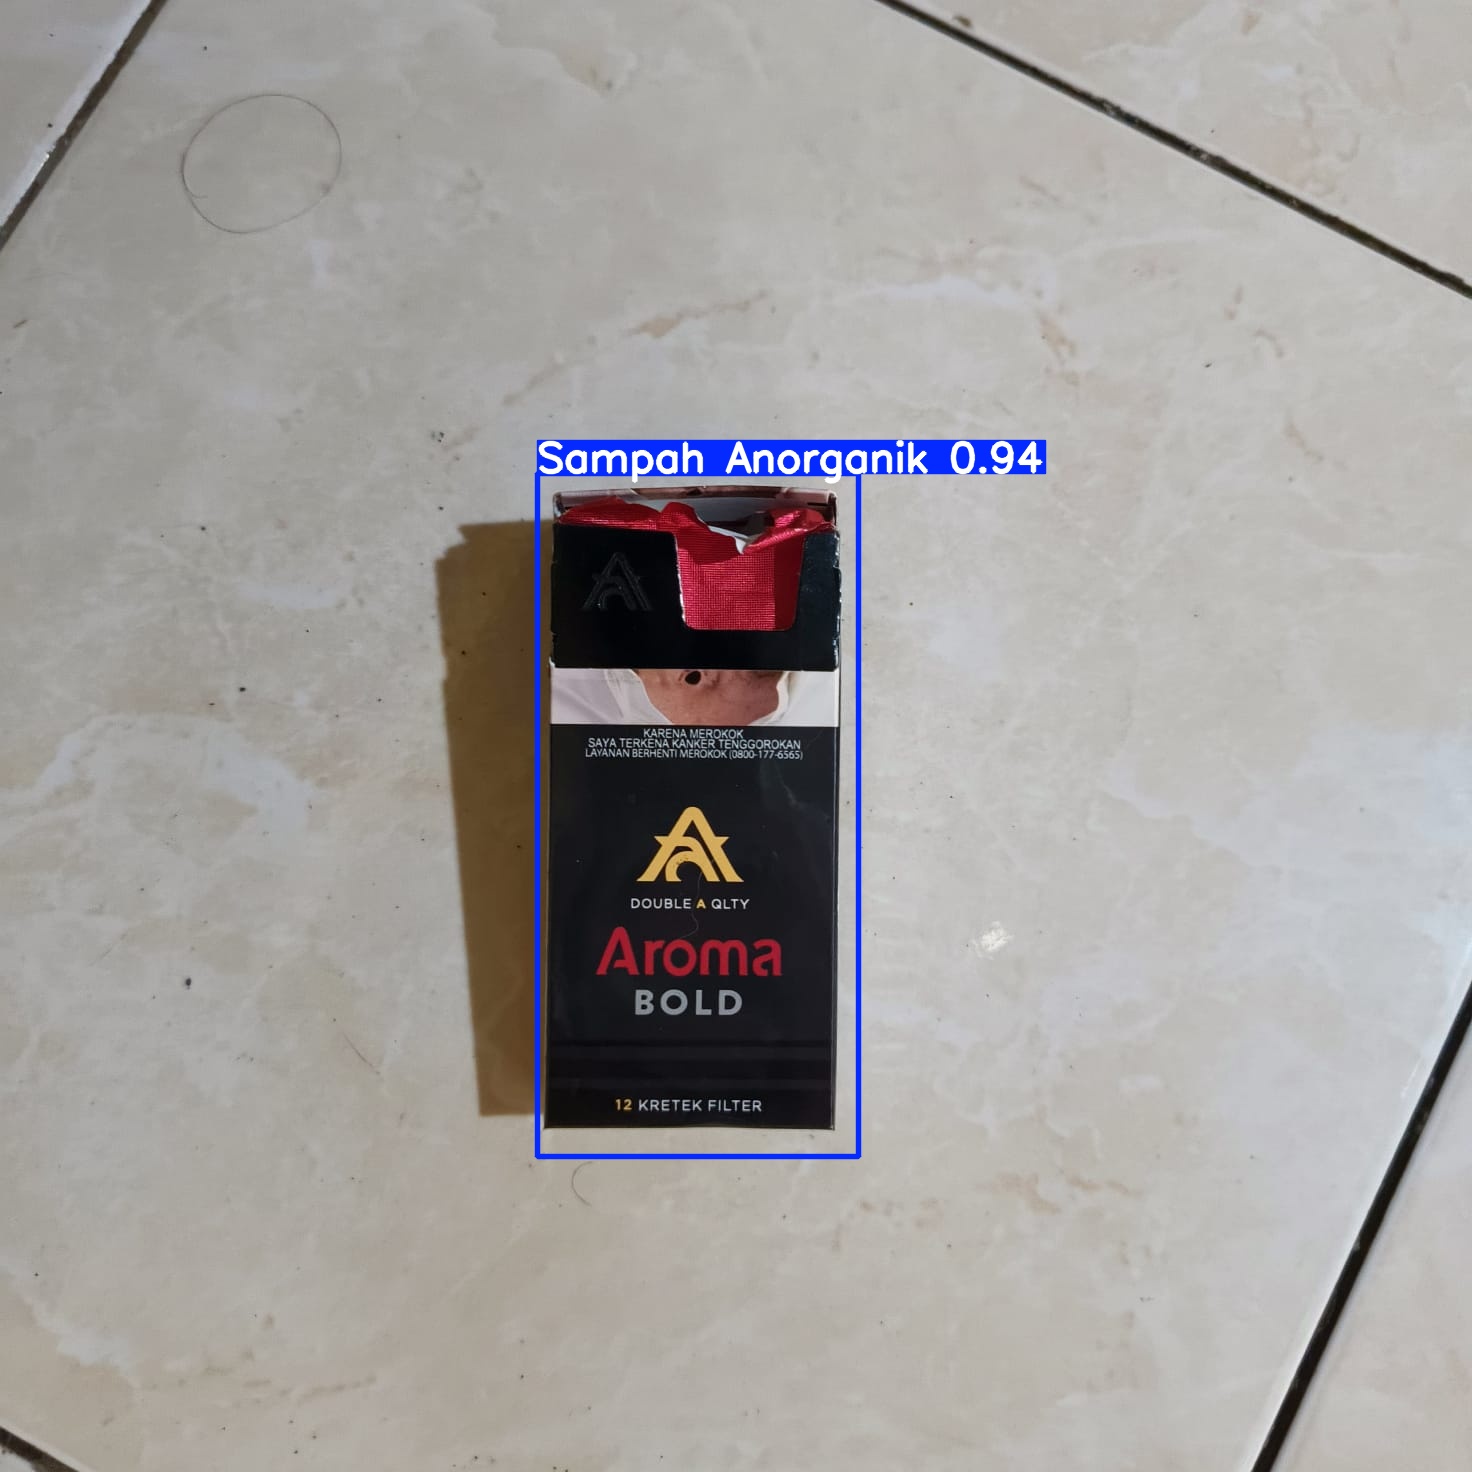 Sampah Anorganik 0.94
KARENA MEROKOK
SAYA TERKENA KANKER TENGGOROKAN
LAYANAN BERHENTI MEROKOK (0800-177-6565)
DOUBLE A QLTY
Aroma
BOLD
12 KRETEK FILTER